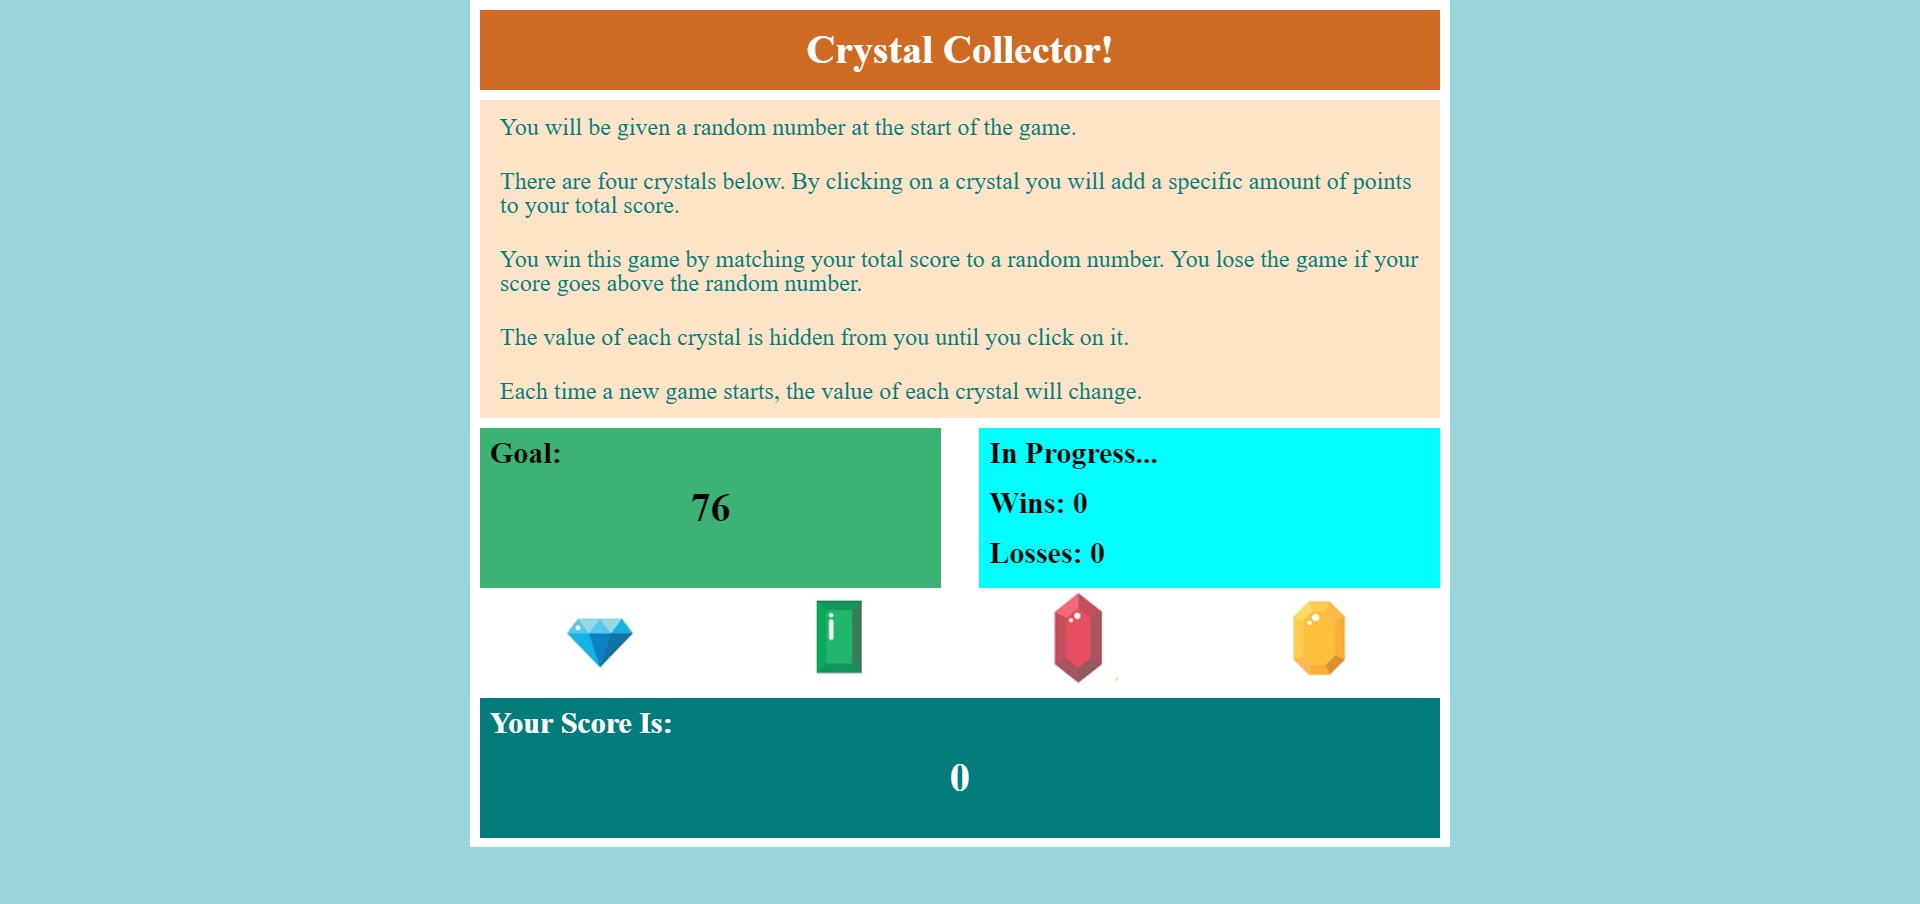 Crystal Collector!
You will be given a random number at the start of the game.
There are four crystals below. By clicking on a crystal you will add a specific amount of points
to your total score.
You win this game by matching your total score to a random number. You lose the game if your
score goes above the random number.
The value of each crystal is hidden from you until you click on it.
Each time a new game starts, the value of each crystal will change.
Goal:
76
In Progress...
Wins: 0
Losses: 0
Your Score Is:
0